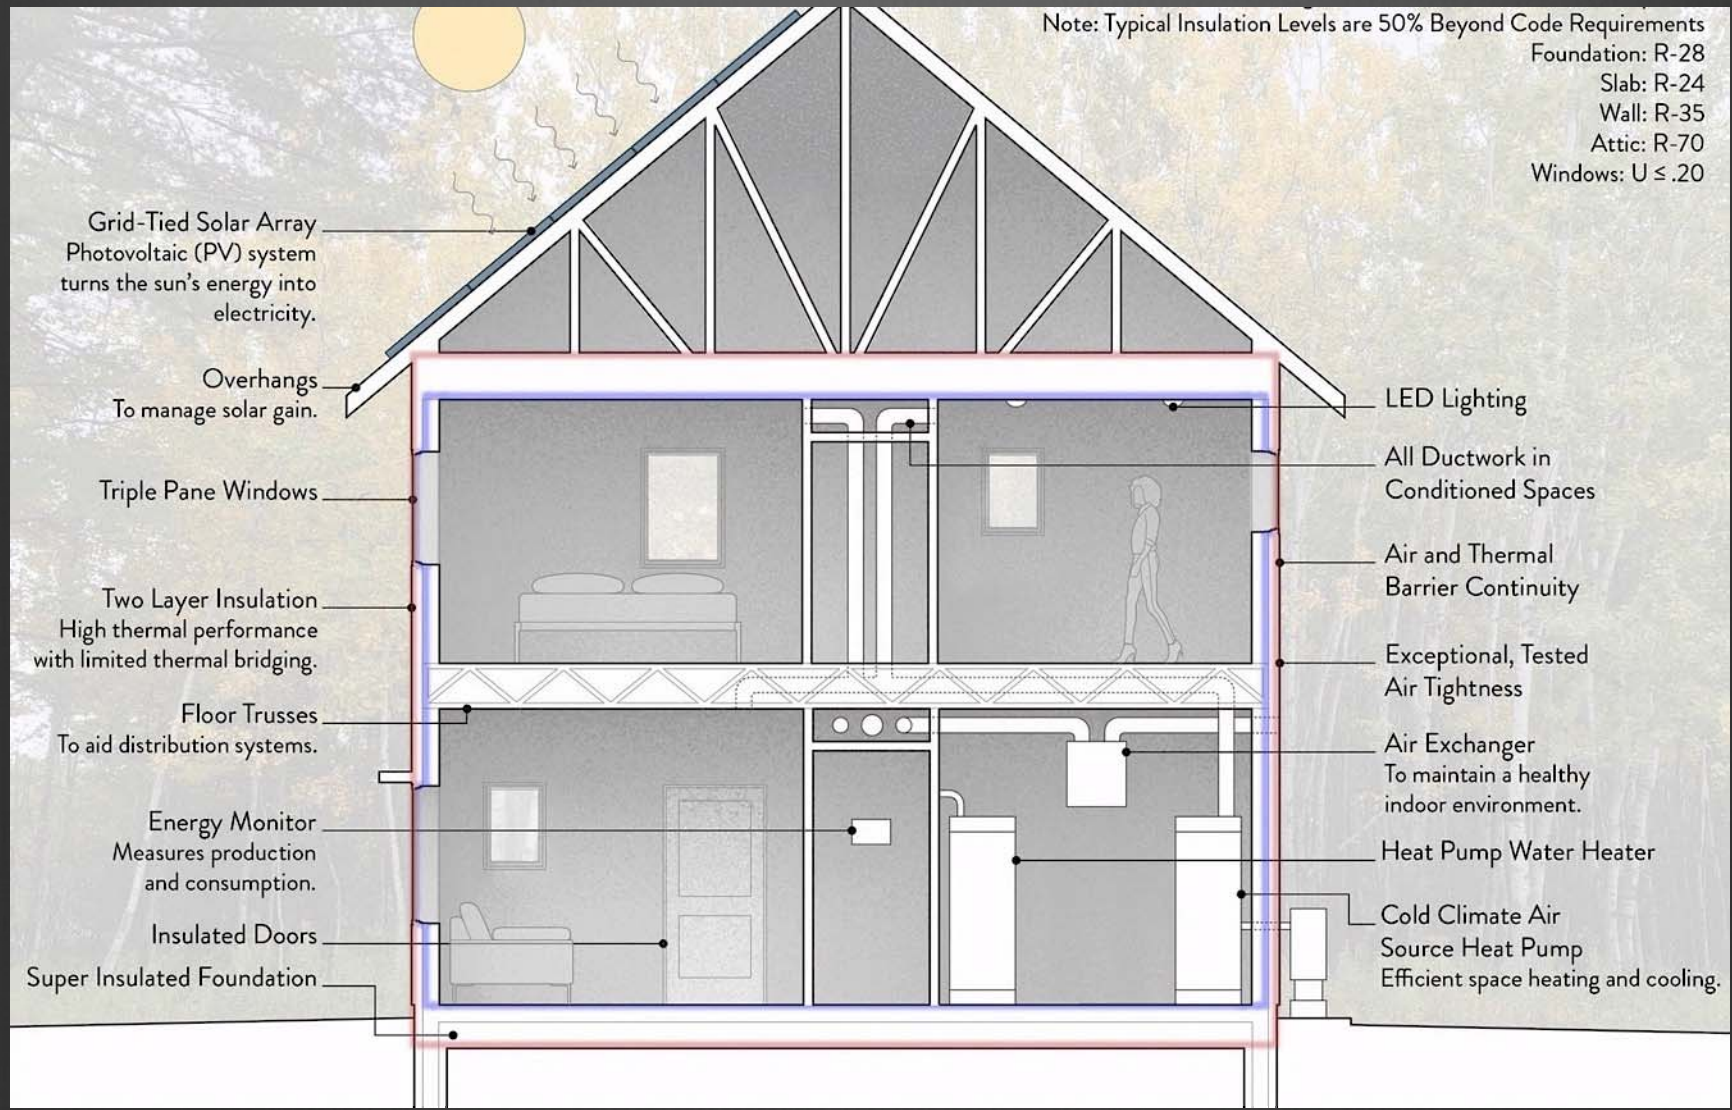 Note: Typical Insulation Levels are 50% Beyond Code Requirements
Foundation: R-28
Slab: R-24
Wall: R-35
Attic: R-70
Windows: U ≤ .20
Grid-Tied Solar Array
Photovoltaic (PV) system
turns the sun's energy into
electricity.
Overhangs
To manage solar gain.
Triple Pane Windows
Two Layer Insulation
High thermal performance
with limited thermal bridging.
Floor Trusses
To aid distribution systems.
Energy Monitor
Measures production
and consumption.
Insulated Doors
Super Insulated Foundation
LED Lighting
All Ductwork in
Conditioned Spaces
Air and Thermal
Barrier Continuity
Exceptional, Tested
Air Tightness
Air Exchanger
To maintain a healthy
indoor environment.
Heat Pump Water Heater
Cold Climate Air
Source Heat Pump
Efficient space heating and cooling.